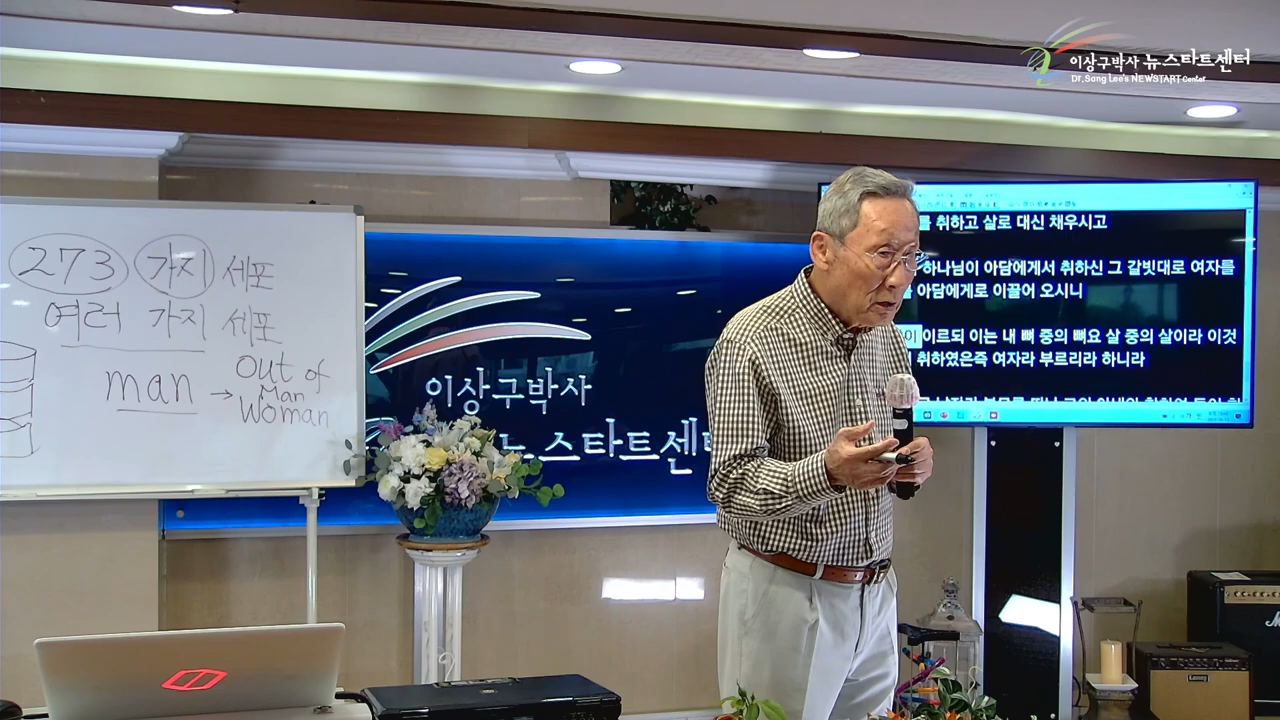 이상구박사 뉴스타트센터
Dr. Sang Lee's NEWSTART Center
273 가지 세포
여러 가지 세포
man → Out of
Man
Woman
이상구박사
뉴스타트센터
를 취하고 살로 대신 채우시고
하나님이 아담에게서 취하신 그 갈빗대로 여자를
아담에게로 이끌어 오시니
이 이르되 이는 내 뼈 중의 뼈요 살 중의 살이라 이것
취하였은즉 여자라 부르리라 하니라
Laney